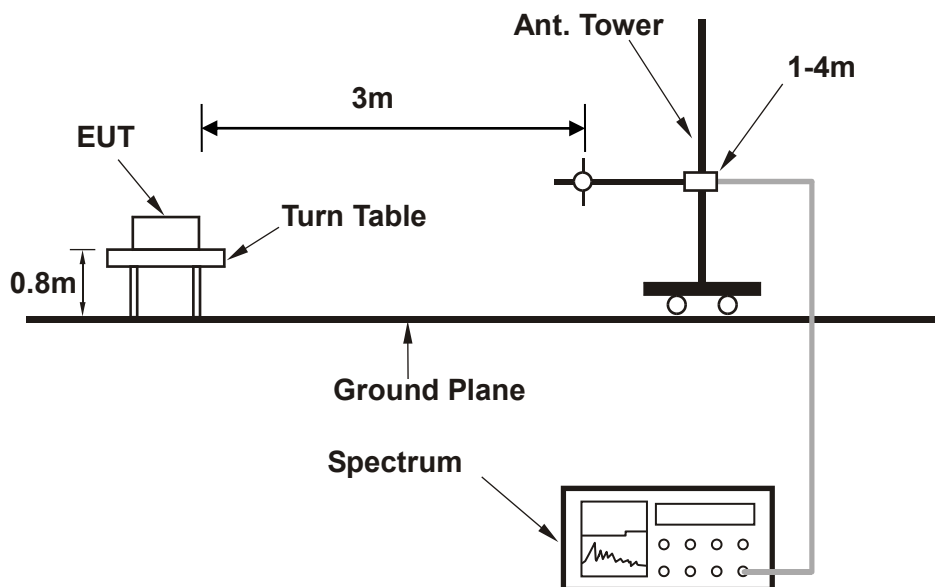 Ant. Tower
1-4m
3m
EUT
Turn Table
0.8m
Ground Plane
Spectrum